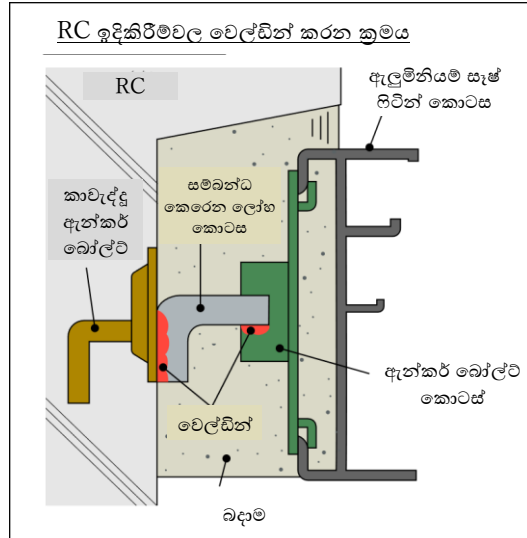 RC ඉදිකිරීම්වල වෙල්ඩින් කරන ක්‍රමය
RC
ඇලුමිනියම් සෑෂ්
ෆිටින් කොටස
කාවැද්දූ
ඇන්කර්
බෝල්ට්
සම්බන්ධ
කෙරෙන ලෝහ
කොටස
ඇන්කර් බෝල්ට්
කොටස්
වෙල්ඩින්
බදාම